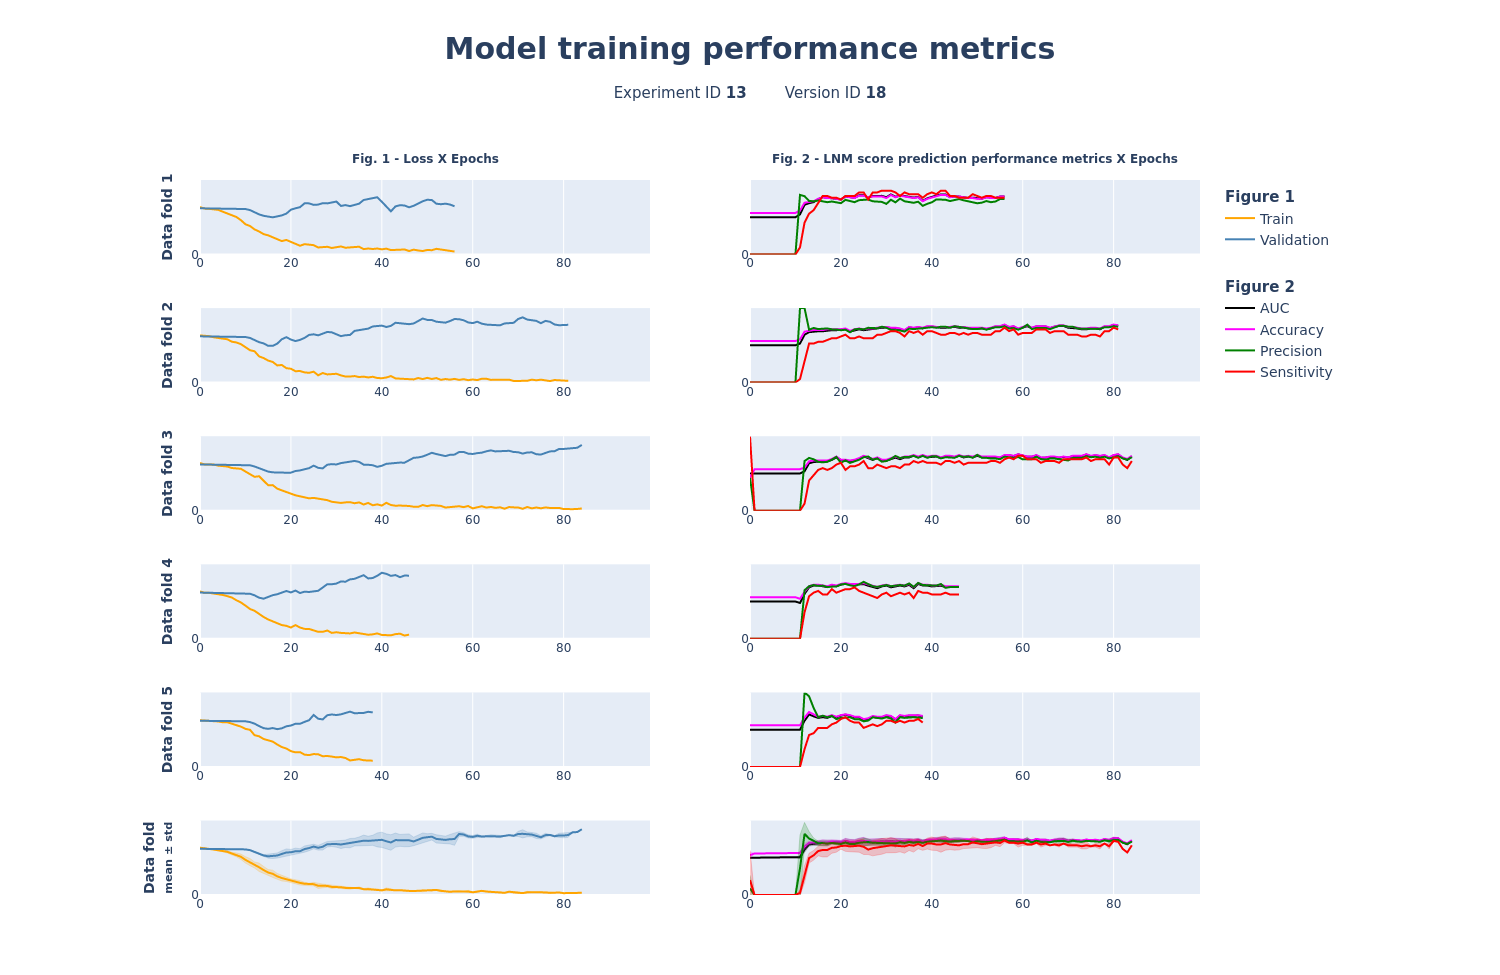 Model training performance metrics
Experiment ID 13 Version ID 18
Fig. 1 - Loss X Epochs
Fig. 2 - LNM score prediction performance metrics X Epochs
Data fold 1
0
0 20 40 60 80
0
0 20 40 60 80
Figure 1
Train
Validation
Figure 2
AUC
Accuracy
Precision
Sensitivity
Data fold 2
0
0 20 40 60 80
0
0 20 40 60 80
Data fold 3
0
0 20 40 60 80
0
0 20 40 60 80
Data fold 4
0
0 20 40 60 80
0
0 20 40 60 80
Data fold 5
0
0 20 40 60 80
0
0 20 40 60 80
Data fold
mean ± std
0
0 20 40 60 80
0
0 20 40 60 80